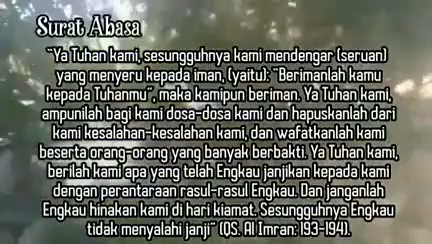 Surat Abasa
"Ya Tuhan kami, sesungguhnya kami mendengar (seruan)
yang menyeru kepada iman, (yaitu): "Berimanlah kamu
kepada Tuhanmu", maka kamipun beriman. Ya Tuhan kami,
ampunilah bagi kami dosa-dosa kami dan hapuskanlah dari
kami kesalahan-kesalahan kami, dan wafatkanlah kami
beserta orang-orang yang banyak berbakti. Ya Tuhan kami,
berilah kami apa yang telah Engkau janjikan kepada kami
dengan perantaraan rasul-rasul Engkau. Dan janganlah
Engkau hinakan kami di hari kiamat. Sesungguhnya Engkau
tidak menyalahi janji" (QS. Al Imran: 193-194).